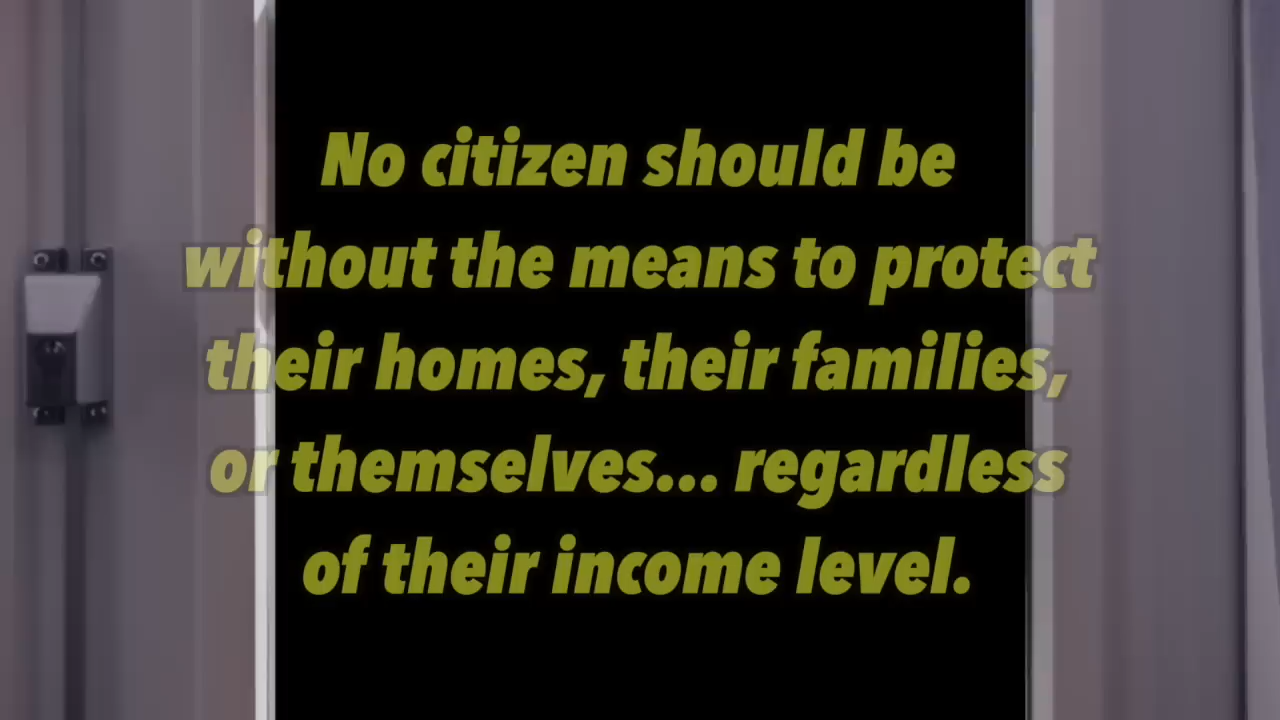 No citizen should be
without the means to protect
their homes, their families,
or themselves... regardless
of their income level.